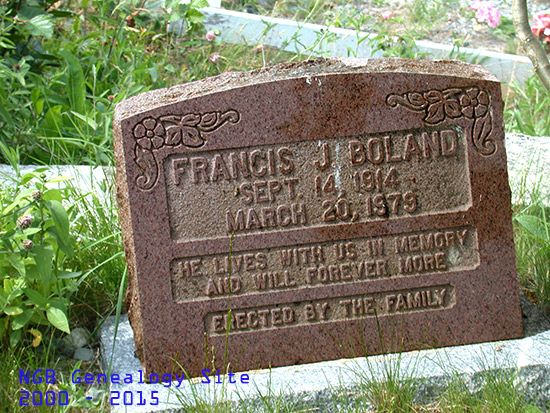 FRANCIS J. BOLAND
SEPT 14, 1914
MARCH 20, 1979
HE LIVES WITH US IN MEMORY
AND WILL FOREVER MORE
ERECTED BY THE FAMILY
NGB Genealogy Site
2000 - 2015